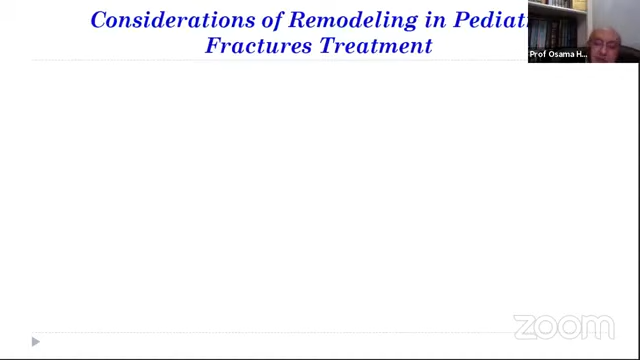 Considerations of Remodeling in Pediat
Fractures Treatment
Prof Osama H...
zoom